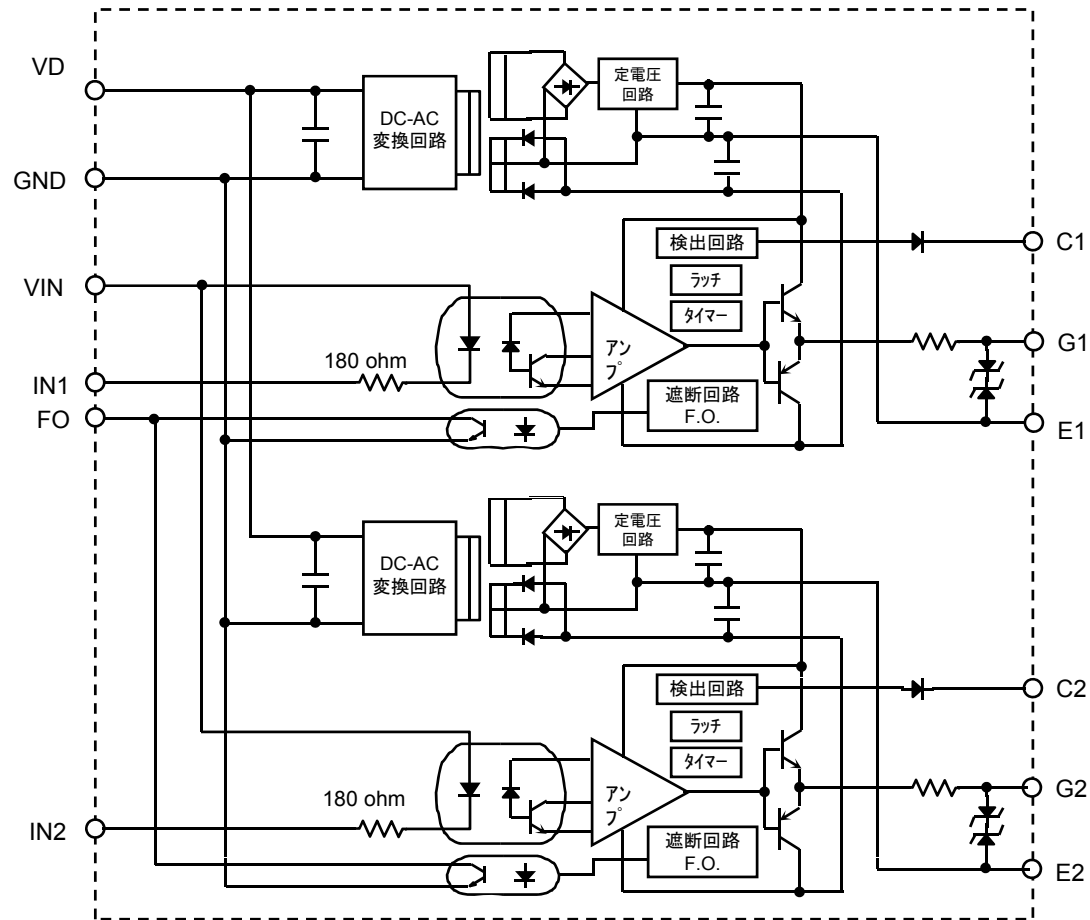 VD
DC-AC
変換回路
定電圧
回路
GND
検出回路
C1
VIN
ラッチ
タイマー
アン
プ
G1
180 ohm
IN1
FO
遮断回路
F.O.
E1
DC-AC
変換回路
定電圧
回路
検出回路
C2
ラッチ
タイマー
アン
プ
G2
180 ohm
IN2
遮断回路
F.O.
E2